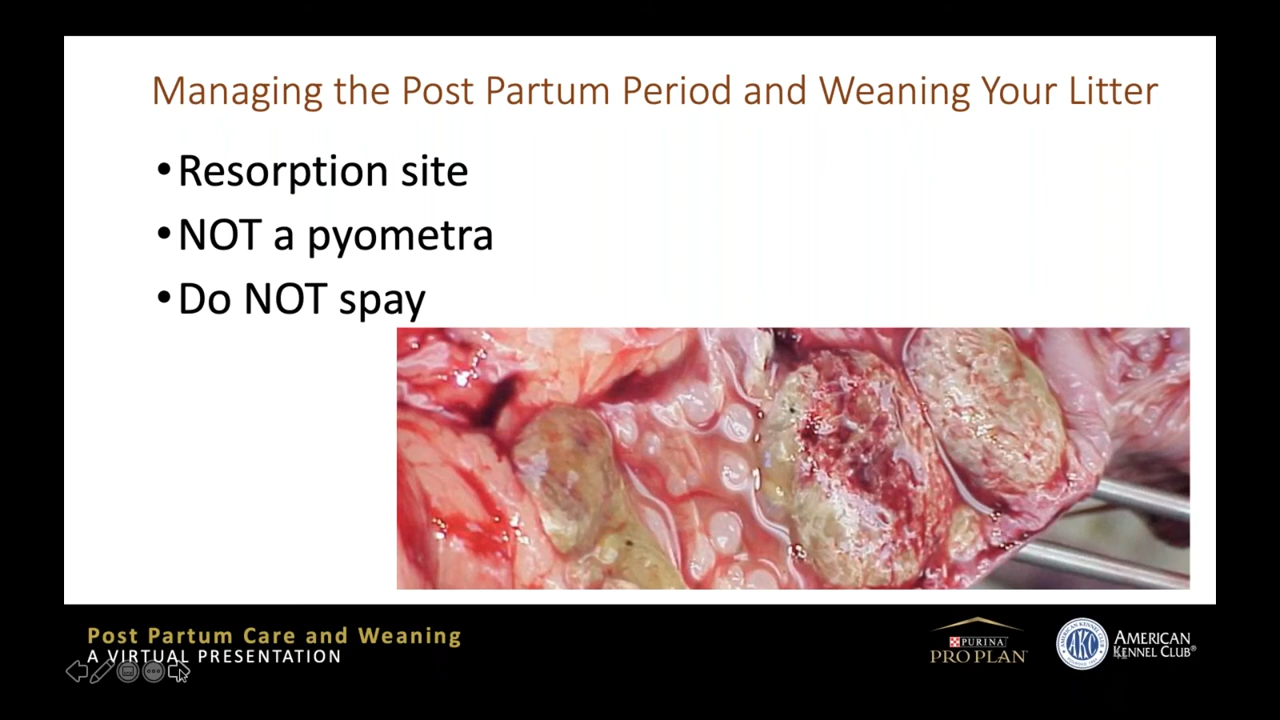 Managing the Post Partum Period and Weaning Your Litter
•Resorption site
•NOT a pyometra
•Do NOT spay
Post Partum Care and Weaning
A VIRTUAL PRESENTATION
PURINA
PRO PLAN
AKC
AMERICAN
KENNEL CLUB®